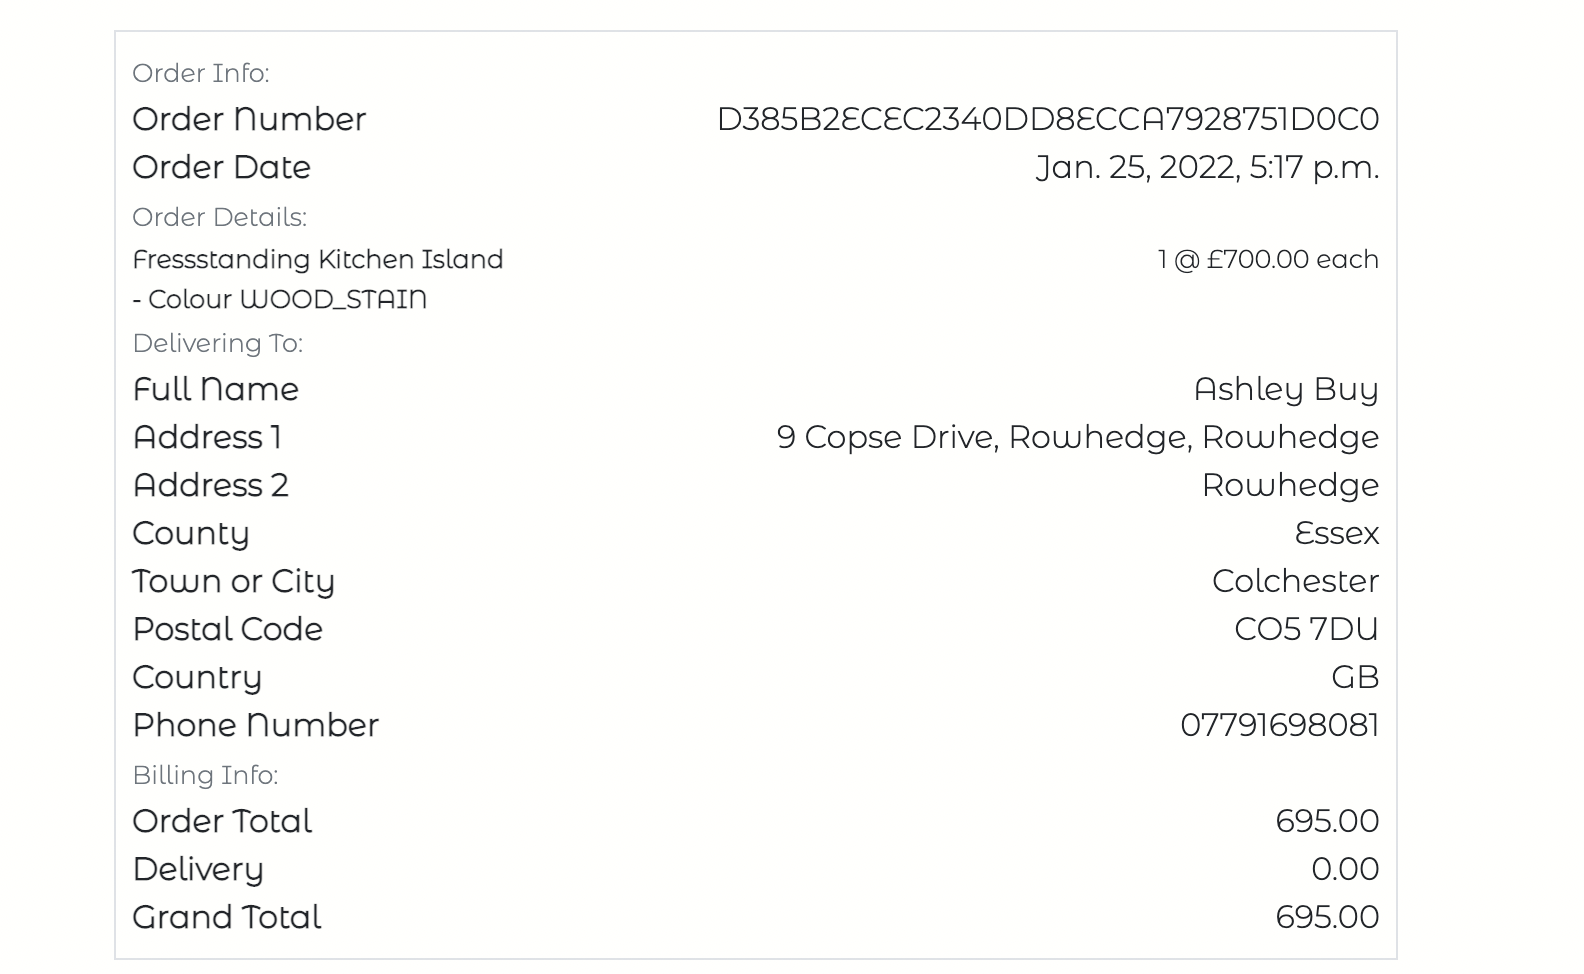 Order Info:
Order Number D385B2ECEC2340DD8ECCA7928751D0C0
Order Date Jan. 25, 2022, 5:17 p.m.
Order Details:
Fressstanding Kitchen Island 1 @ £700.00 each
- Colour WOOD_STAIN
Delivering To:
Full Name Ashley Buy
Address 1 9 Copse Drive, Rowhedge, Rowhedge
Address 2 Rowhedge
County Essex
Town or City Colchester
Postal Code CO5 7DU
Country GB
Phone Number 07791698081
Billing Info:
Order Total 695.00
Delivery 0.00
Grand Total 695.00